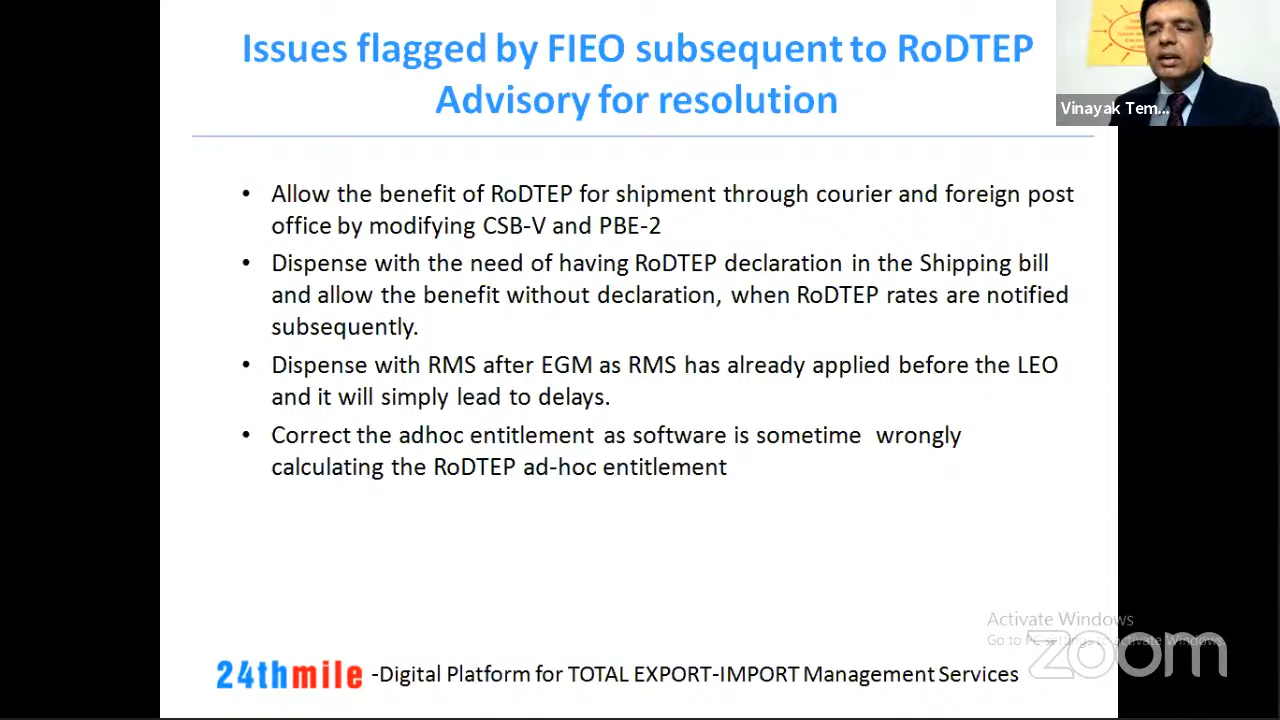 Issues flagged by FIEO subsequent to RoDTEP
Advisory for resolution
Vinayak Tem...
• Allow the benefit of RoDTEP for shipment through courier and foreign post
office by modifying CSB-V and PBE-2
• Dispense with the need of having RoDTEP declaration in the Shipping bill
and allow the benefit without declaration, when RoDTEP rates are notified
subsequently.
• Dispense with RMS after EGM as RMS has already applied before the LEO
and it will simply lead to delays.
• Correct the adhoc entitlement as software is sometime wrongly
calculating the RoDTEP ad-hoc entitlement
Activate Windows
Go to PC settings to activate Windows.
zoom
24thmile -Digital Platform for TOTAL EXPORT-IMPORT Management Services